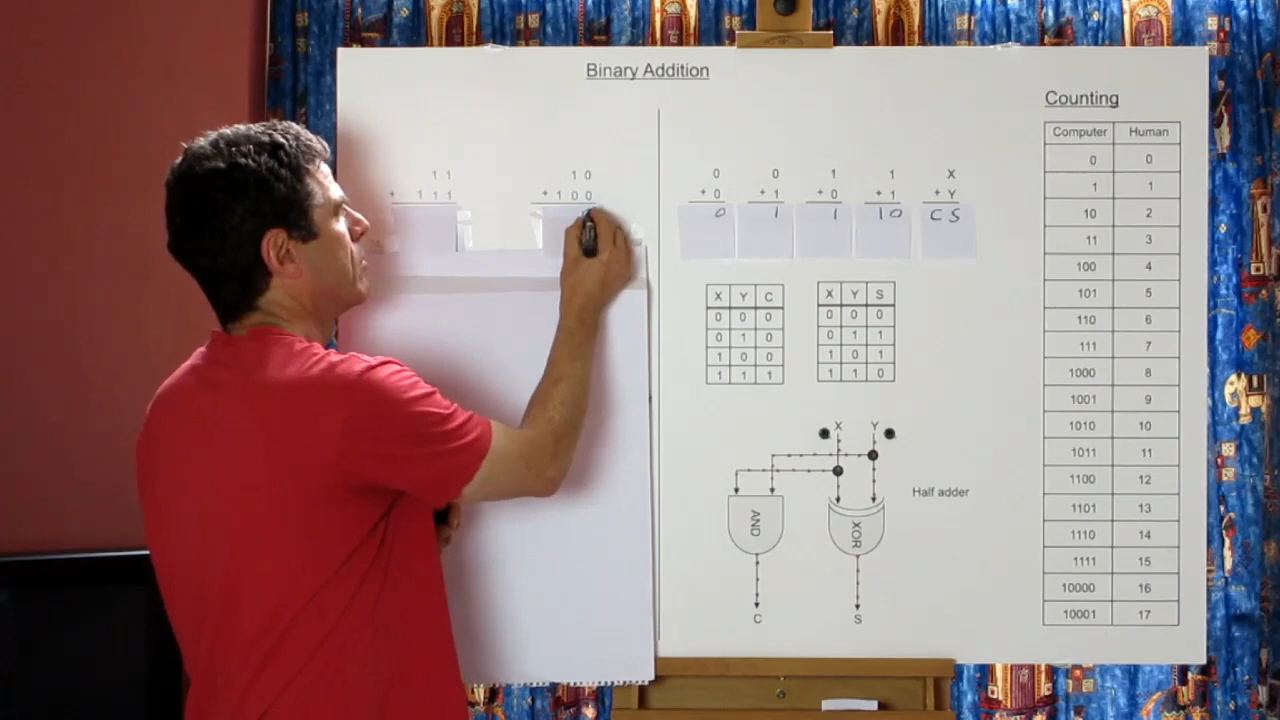 Binary Addition
1 1
+ 1 1 1
1 0
+ 1 0 0
0
+ 0
0
0
+ 1
1
1
+ 0
1
1
+ 1
10
X
+ Y
C S
X Y C
0 0 0
0 1 0
1 0 0
1 1 1
X Y S
0 0 0
0 1 1
1 0 1
1 1 0
X Y
AND XOR
Half adder
C S
Counting
Computer Human
0 0
1 1
10 2
11 3
100 4
101 5
110 6
111 7
1000 8
1001 9
1010 10
1011 11
1100 12
1101 13
1110 14
1111 15
10000 16
10001 17